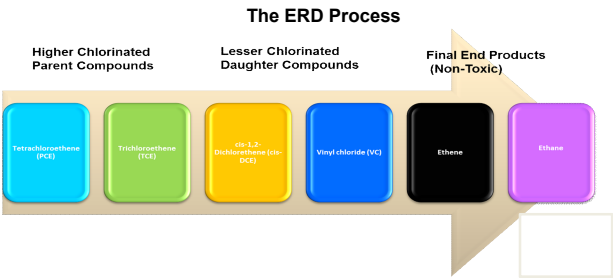 The ERD Process
Higher Chlorinated
Parent Compounds
Lesser Chlorinated
Daughter Compounds
Final End Products
(Non-Toxic)
Tetrachloroethene
(PCE)
Trichloroethene
(TCE)
cis-1,2-
Dichlorethene (cis-
DCE)
Vinyl chloride (VC)
Ethene
Ethane